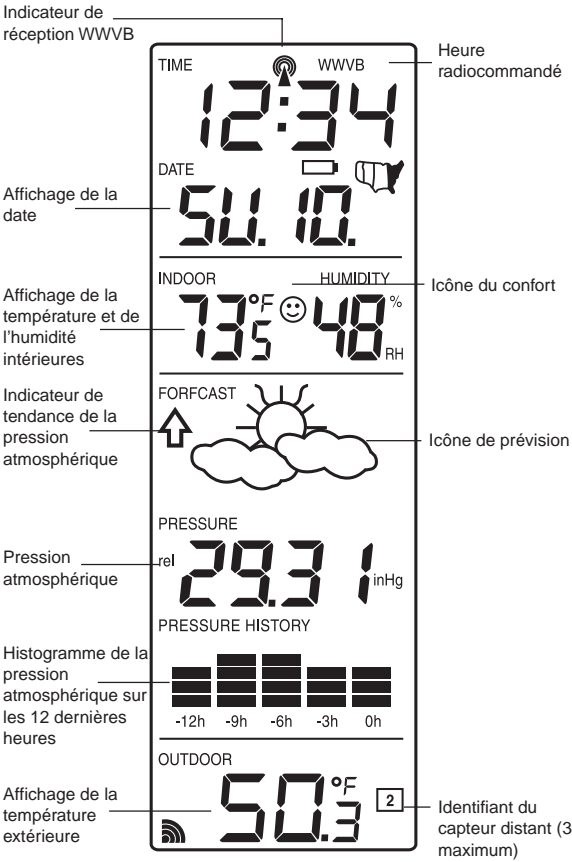 Indicateur de
réception WWVB
Heure
radiocommandé
TIME
WWVB
12:34
DATE
Affichage de la
date
SU. 10.
INDOOR
HUMIDITY
Icône du confort
Affichage de la
température et de
l'humidité
intérieures
73.5 °F
48 %
RH
Indicateur de
tendance de la
pression
atmosphérique
FORFCAST
Icône de prévision
PRESSURE
Pression
atmosphérique
rel
29.31
inHg
PRESSURE HISTORY
Histogramme de la
pression
atmosphérique sur
les 12 dernières
heures
-12h -9h -6h -3h 0h
OUTDOOR
Affichage de la
température
extérieure
50.3 °F
2
Identifiant du
capteur distant (3
maximum)